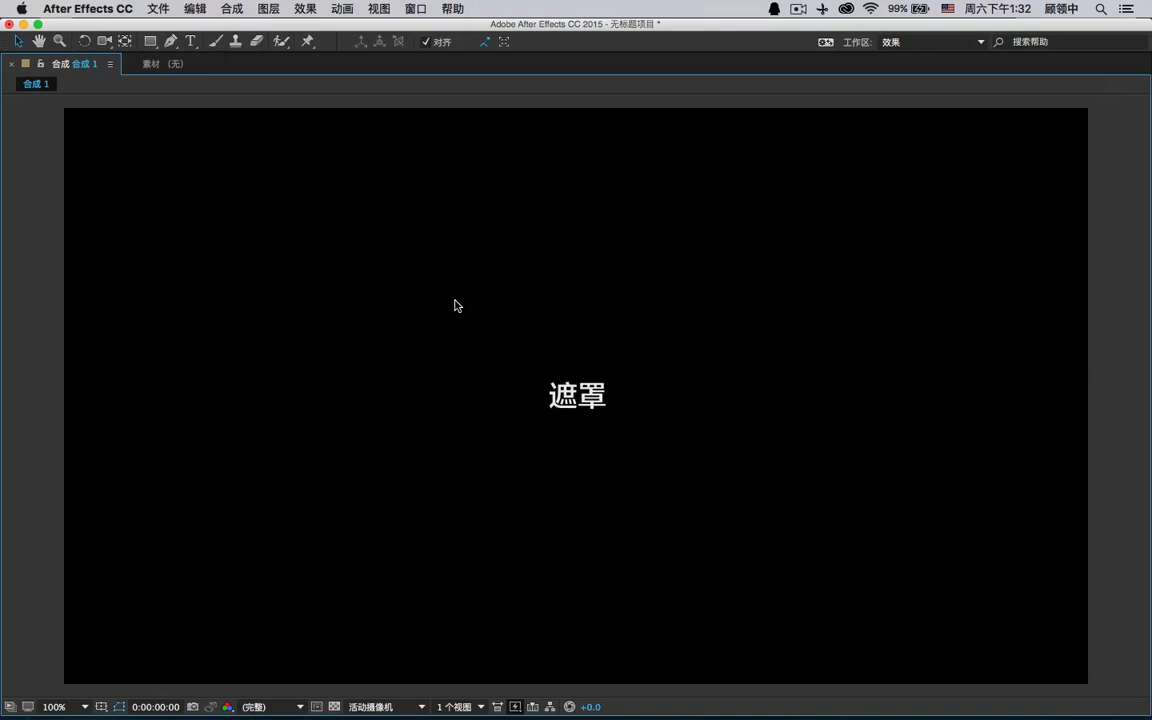 After Effects CC 文件 编辑 合成 图层 效果 动画 视图 窗口 帮助 99% 周六下午1:32 顾领中
Adobe After Effects CC 2015 - 无标题项目 *
对齐 工作区: 效果 搜索帮助
合成 合成 1 素材 (无)
合成 1
遮罩
100% 0:00:00:00 (完整) 活动摄像机 1 个视图 +0.0